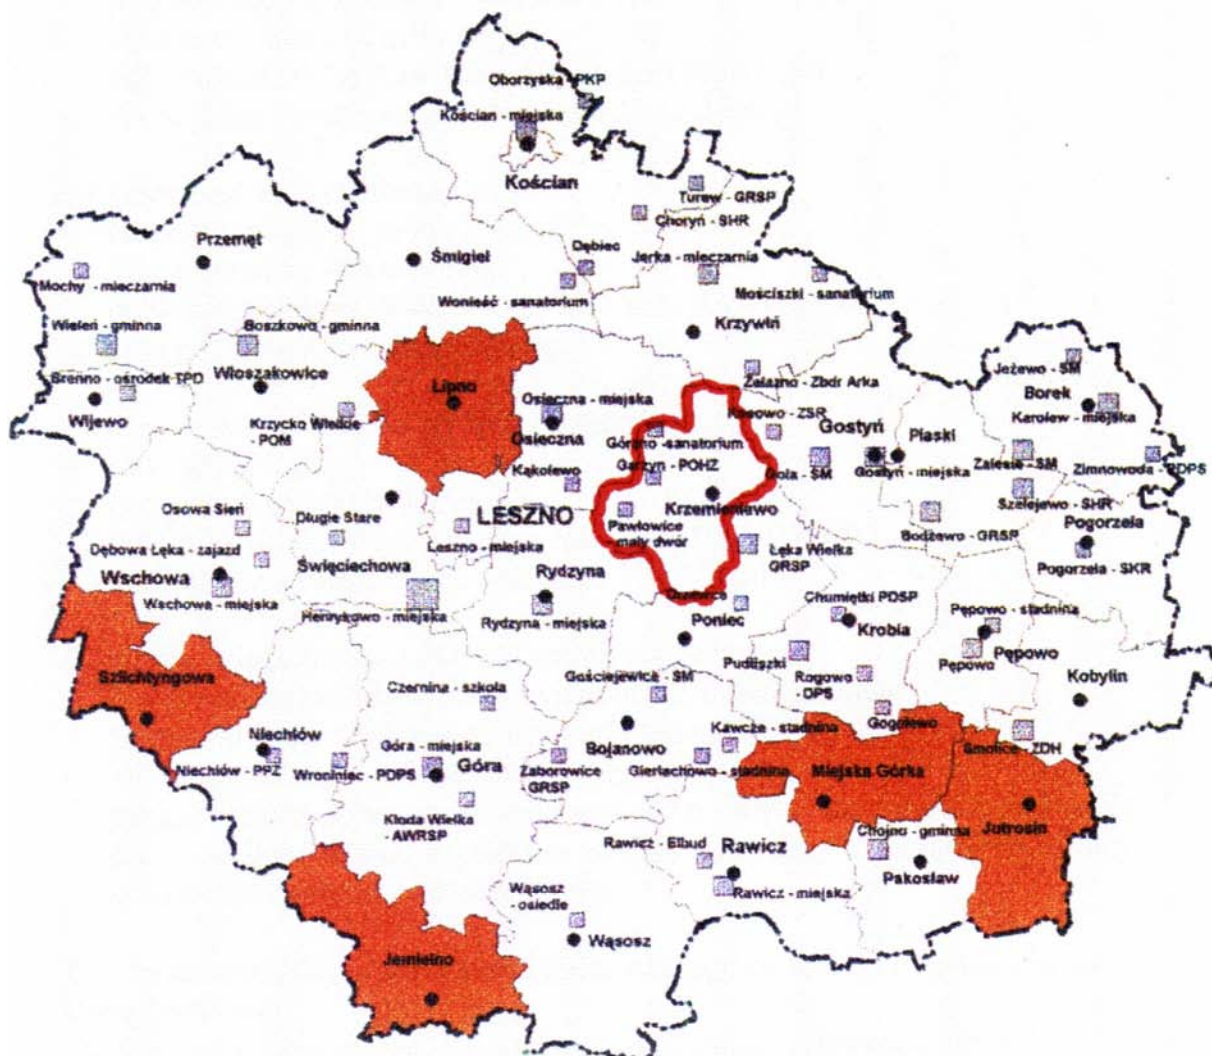 Oborzyska - PKP
Kościan - miejska
Kościan
Turew - GRSP
Choryń - SHR
Przemęt
Śmigiel
Dębiec
Jerka - mleczarnia
Mochy - mleczarnia
Wonieść - sanatorium
Mościszki - sanatorium
Wieleń - gminna
Boszkowo - gminna
Krzywiń
Jeżewo - SM
Brenno - ośrodek TPD
Włoszakowice
Lipno
Osieczna - miejska
Żelazno - Zbór Arka
Borek
Karolew - miejska
Wijewo
Krzycko Wielkie
- POM
Osieczna
Kosowo - ZSR
Gostyń
Piaski
Górzno - sanatorium
Kąkolewo
Garzyn - POHZ
Gola - SM
Gostyń - miejska
Zalesie - SM
Zimnowoda - PDPS
Krzemieniewo
Szelejewo - SHR
Osowa Sień
Długie Stare
LESZNO
Pawłowice
- mały dwór
Pogorzela
Bodzewo - GRSP
Dębowa Łęka - zajazd
Leszno - miejska
Łęka Wielka
GRSP
Pogorzela - SKR
Wschowa
Święciechowa
Rydzyna
Chumiętki PDSP
Pępowo - stadnina
Wschowa - miejska
Henrykowo - miejska
Rydzyna - miejska
Poniec
Krobia
Pępowo
Pępowo
Szlichtyngowa
Czernina - szkoła
Gościejewice - SM
Pudliszki
Rogowo
DPS
Kobylin
Niechlów
Góra - miejska
Bojanowo
Kawcze - stadnina
Gogolewo
Smolice - ZDH
Niechlów - PPZ
Wroniniec - PDPS
Góra
Zaborowice
GRSP
Gierłachowo - stadnina
Miejska Górka
Kłoda Wielka
- AWRSP
Jutrosin
Rawicz - Elbud
Rawicz
Chojno - gminna
Pakosław
Wąsosz
- osiedle
Rawicz - miejska
Wąsosz
Jemielno